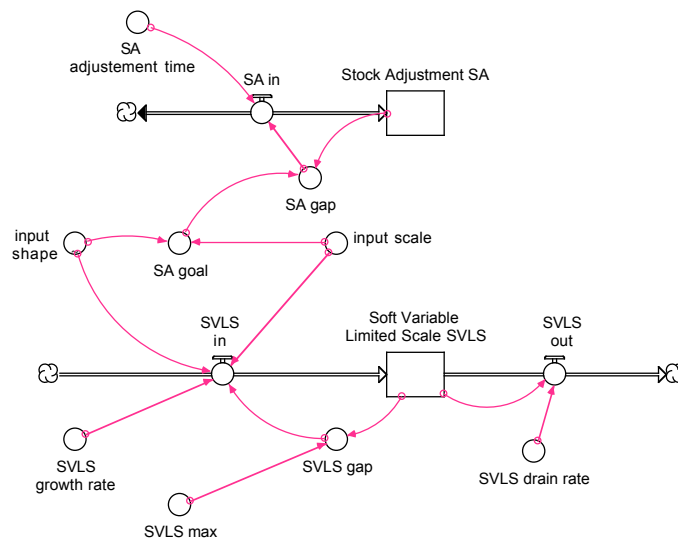 SA
adjustement time
SA in
Stock Adjustment SA
SA gap
input
shape
SA goal
input scale
SVLS
in
Soft Variable
Limited Scale SVLS
SVLS
out
SVLS
growth rate
SVLS gap
SVLS drain rate
SVLS max